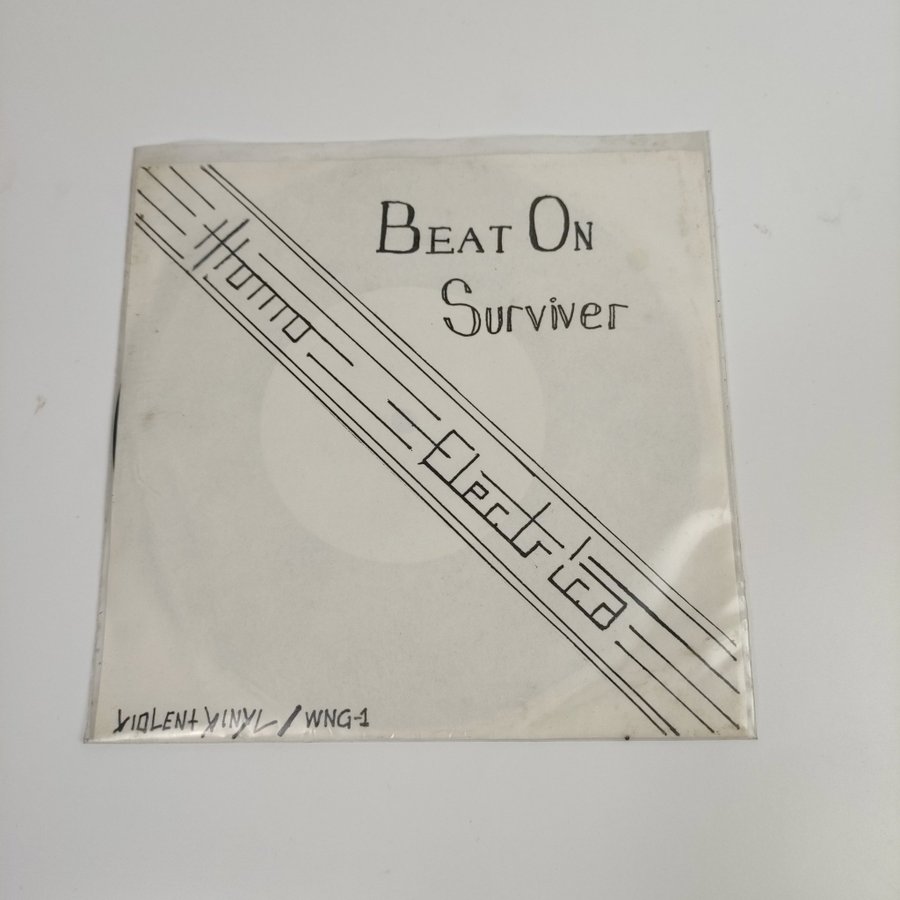 BEAT ON
Surviver
Homo
Electrica
VIOLENT VINYL / WNG-1